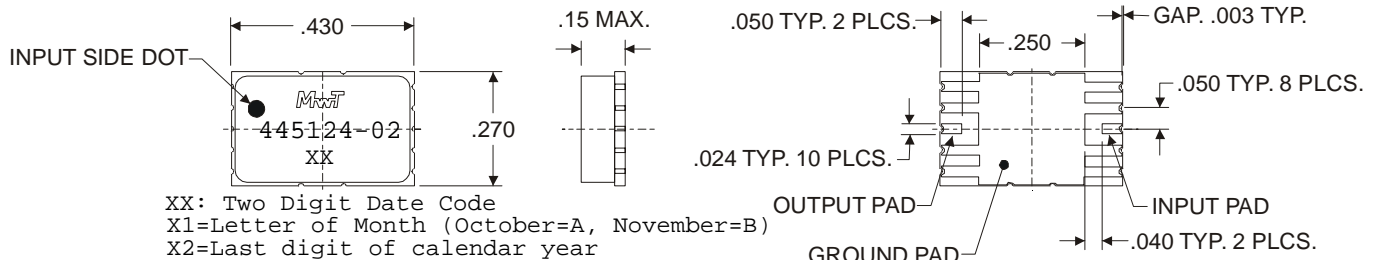 .430
.15 MAX.
.050 TYP. 2 PLCS.
GAP. .003 TYP.
.250
INPUT SIDE DOT
MwT
445124-02
XX
.270
.050 TYP. 8 PLCS.
.024 TYP. 10 PLCS.
XX: Two Digit Date Code
X1=Letter of Month (October=A, November=B)
X2=Last digit of calendar year
OUTPUT PAD
INPUT PAD
GROUND PAD
.040 TYP. 2 PLCS.